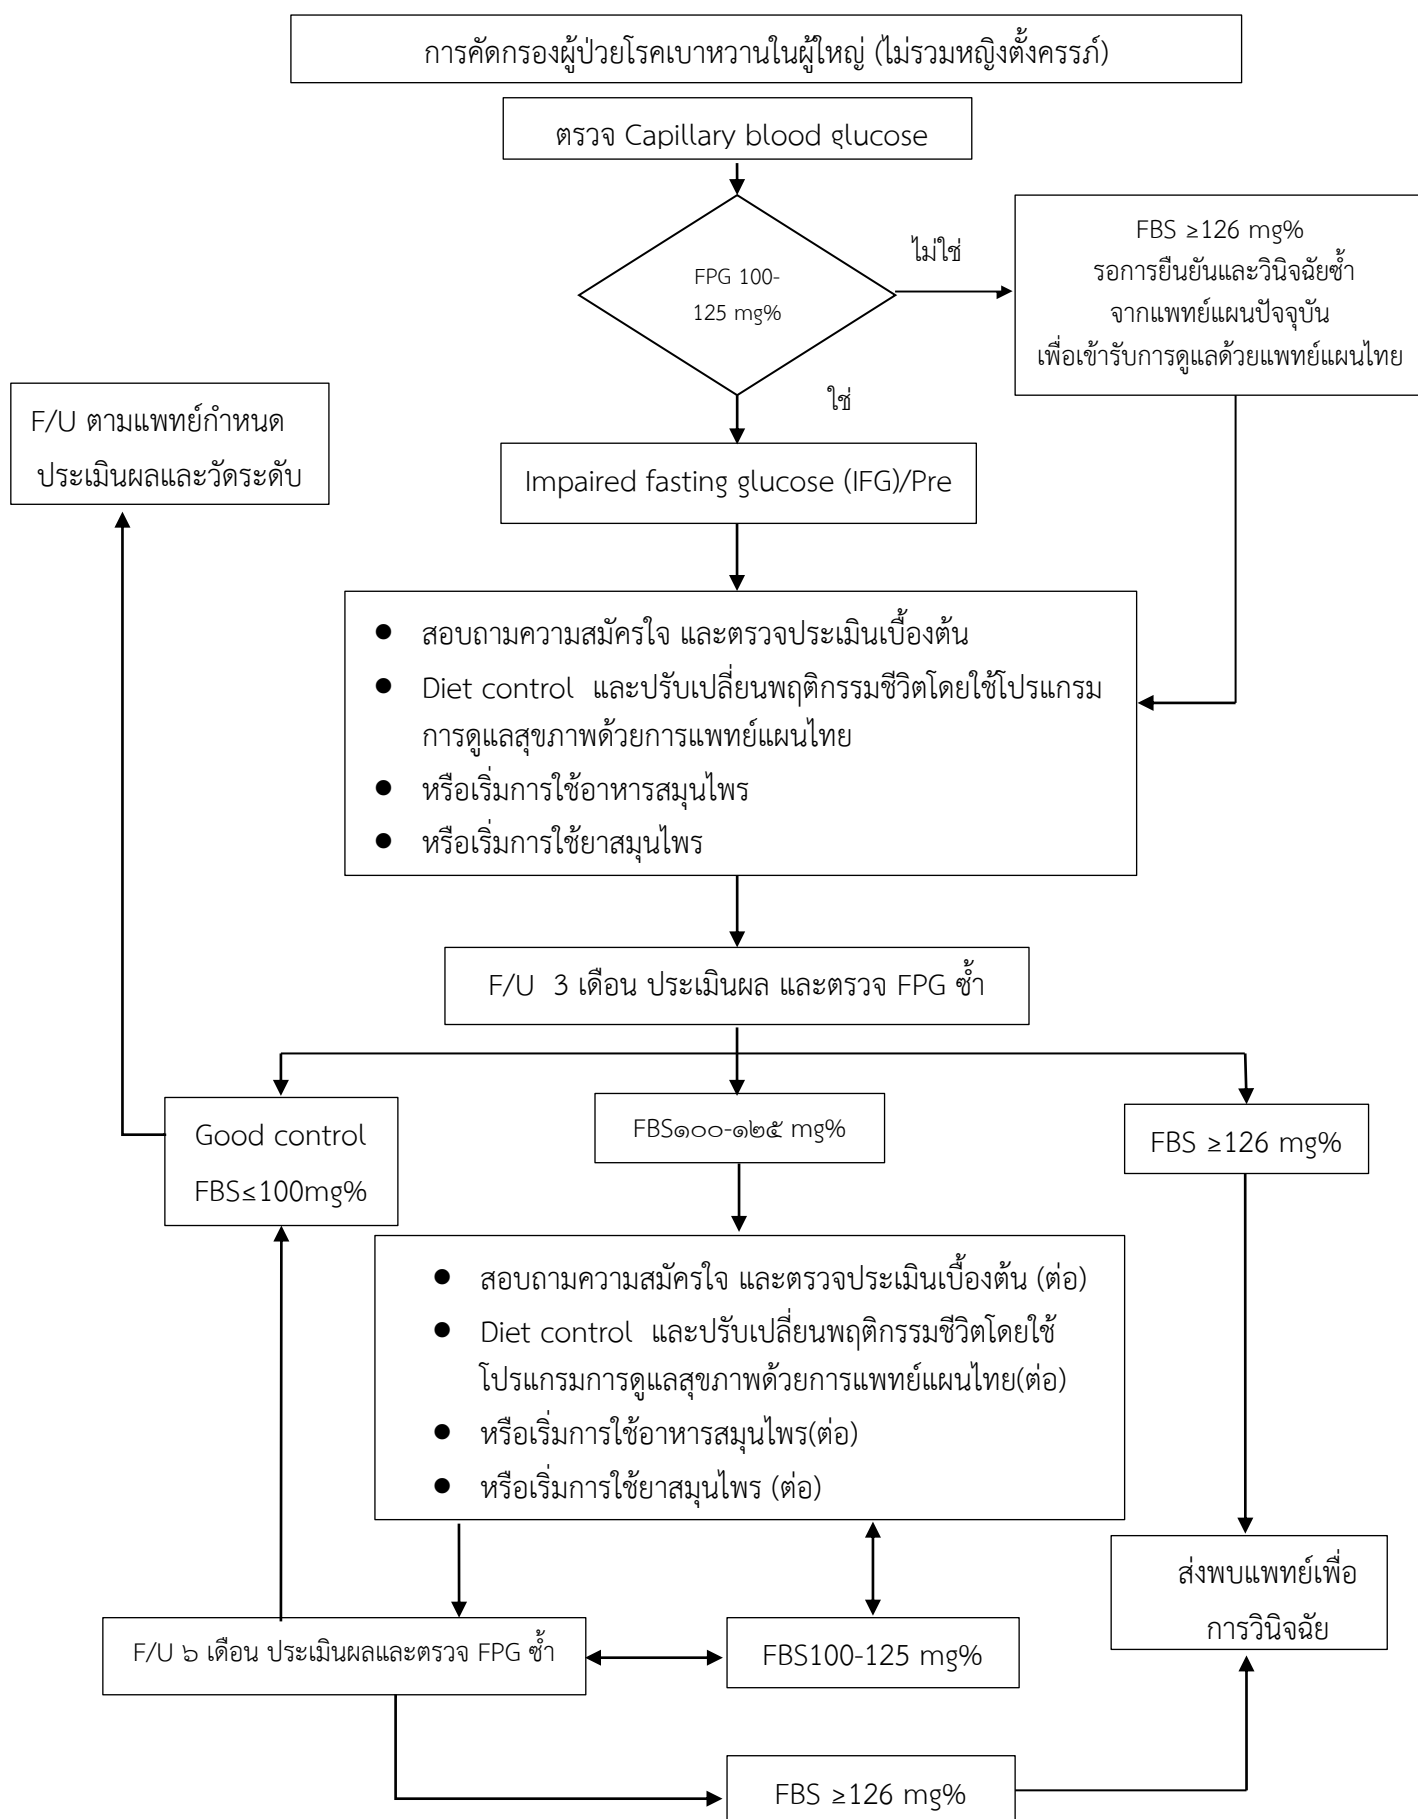 การคัดกรองผู้ป่วยโรคเบาหวานในผู้ใหญ่ (ไม่รวมหญิงตั้งครรภ์)
ตรวจ Capillary blood glucose
FPG 100-
125 mg%
ไม่ใช่
FBS ≥126 mg%
รอการยืนยันและวินิจฉัยซ้ำ
จากแพทย์แผนปัจจุบัน
เพื่อเข้ารับการดูแลด้วยแพทย์แผนไทย
ใช่
F/U ตามแพทย์กำหนด
ประเมินผลและวัดระดับ
Impaired fasting glucose (IFG)/Pre
● สอบถามความสมัครใจ และตรวจประเมินเบื้องต้น
● Diet control และปรับเปลี่ยนพฤติกรรมชีวิตโดยใช้โปรแกรม
การดูแลสุขภาพด้วยการแพทย์แผนไทย
● หรือเริ่มการใช้อาหารสมุนไพร
● หรือเริ่มการใช้ยาสมุนไพร
F/U 3 เดือน ประเมินผล และตรวจ FPG ซ้ำ
Good control
FBS≤100mg%
FBS๑๐๐-๑๒๕ mg%
FBS ≥126 mg%
● สอบถามความสมัครใจ และตรวจประเมินเบื้องต้น (ต่อ)
● Diet control และปรับเปลี่ยนพฤติกรรมชีวิตโดยใช้
โปรแกรมการดูแลสุขภาพด้วยการแพทย์แผนไทย(ต่อ)
● หรือเริ่มการใช้อาหารสมุนไพร(ต่อ)
● หรือเริ่มการใช้ยาสมุนไพร (ต่อ)
ส่งพบแพทย์เพื่อ
การวินิจฉัย
F/U ๖ เดือน ประเมินผลและตรวจ FPG ซ้ำ
FBS100-125 mg%
FBS ≥126 mg%